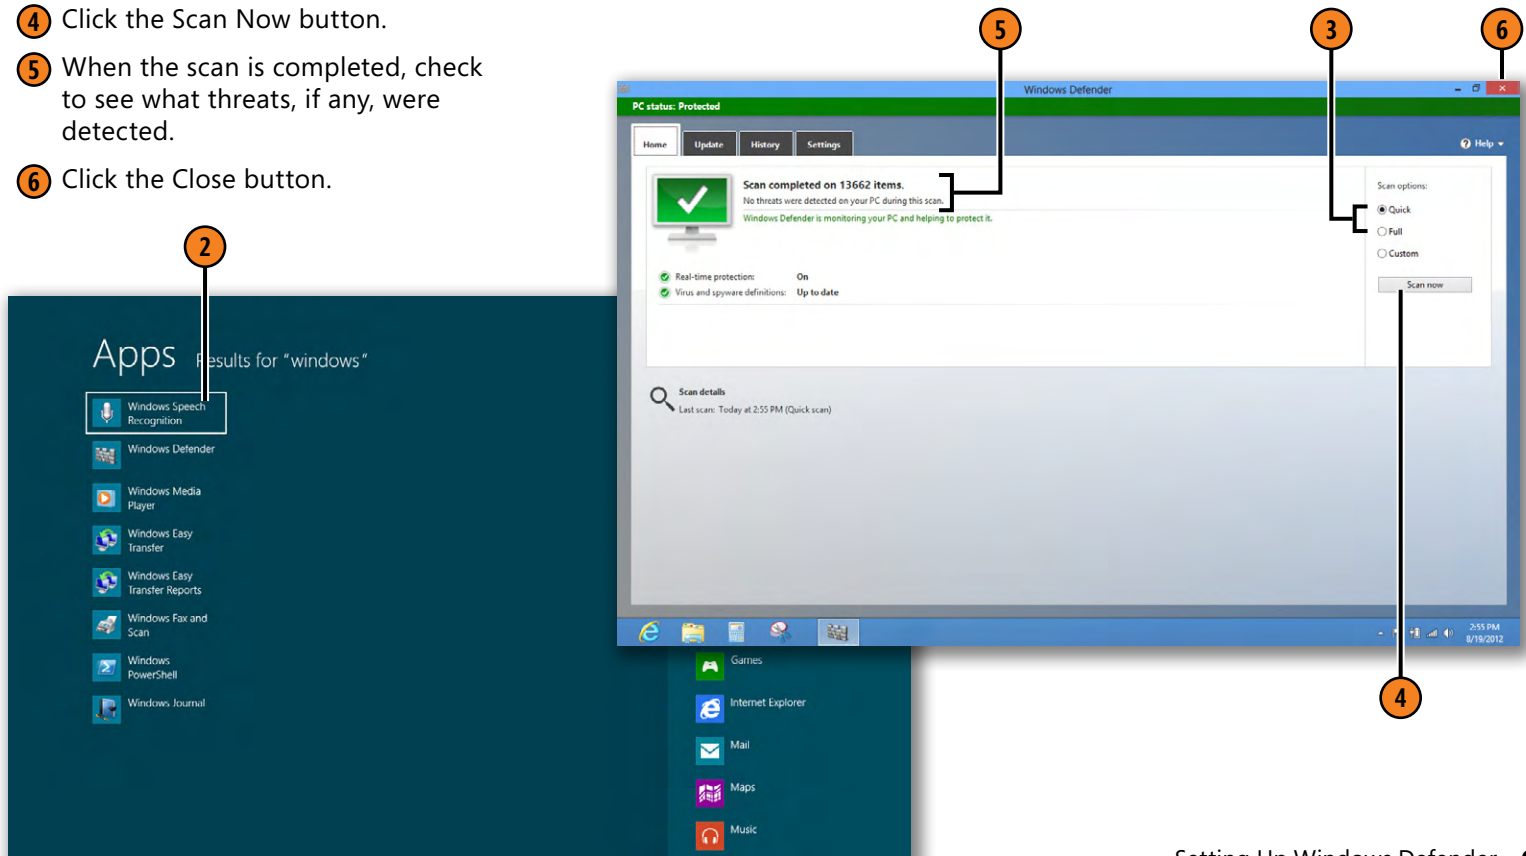 4 Click the Scan Now button.
5 When the scan is completed, check
to see what threats, if any, were
detected.
6 Click the Close button.
2
Apps Results for "windows"
Windows Speech
Recognition
Windows Defender
Windows Media
Player
Windows Easy
Transfer
Windows Easy
Transfer Reports
Windows Fax and
Scan
Windows
PowerShell
Windows Journal
Games
Internet Explorer
Mail
Maps
Music
5
3
6
Windows Defender
PC status: Protected
Home
Update
History
Settings
Help
Scan completed on 13662 items.
No threats were detected on your PC during this scan.
Windows Defender is monitoring your PC and helping to protect it.
Real-time protection: On
Virus and spyware definitions: Up to date
Scan options:
Quick
Full
Custom
Scan now
Scan details
Last scan: Today at 2:55 PM (Quick scan)
2:55 PM
8/19/2012
4
Setting Up Windows Defender